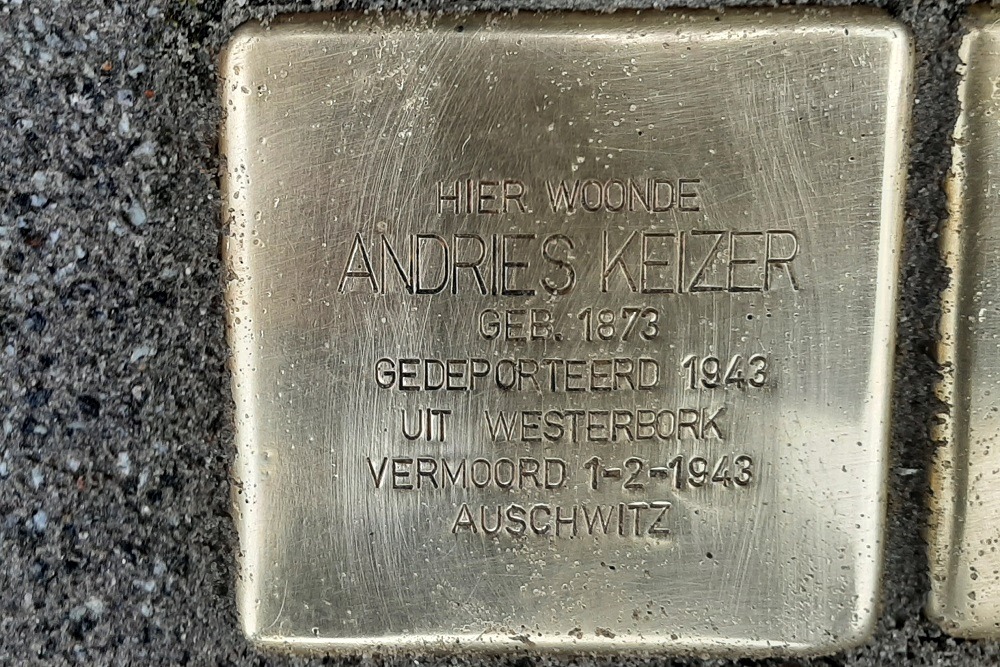 HIER WOONDE
ANDRIES KEIZER
GEB. 1873
GEDEPORTEERD 1943
UIT WESTERBORK
VERMOORD 1-2-1943
AUSCHWITZ